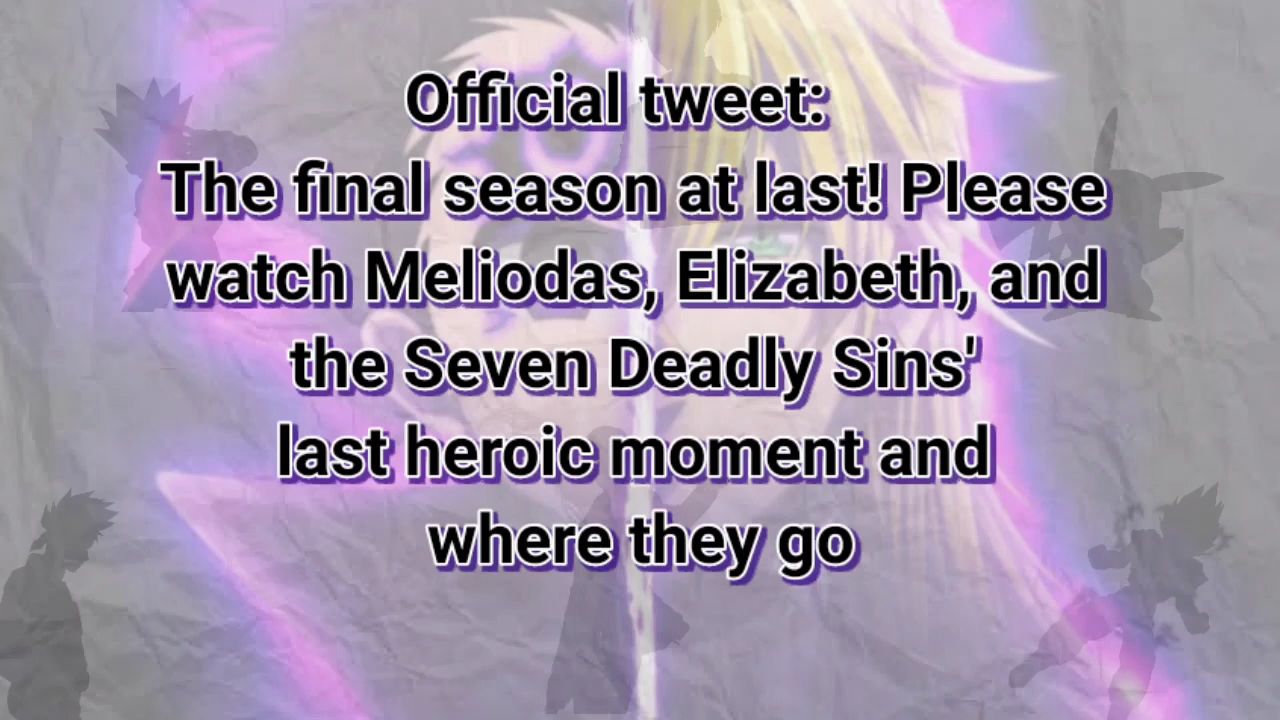 Official tweet:
The final season at last! Please
watch Meliodas, Elizabeth, and
the Seven Deadly Sins'
last heroic moment and
where they go